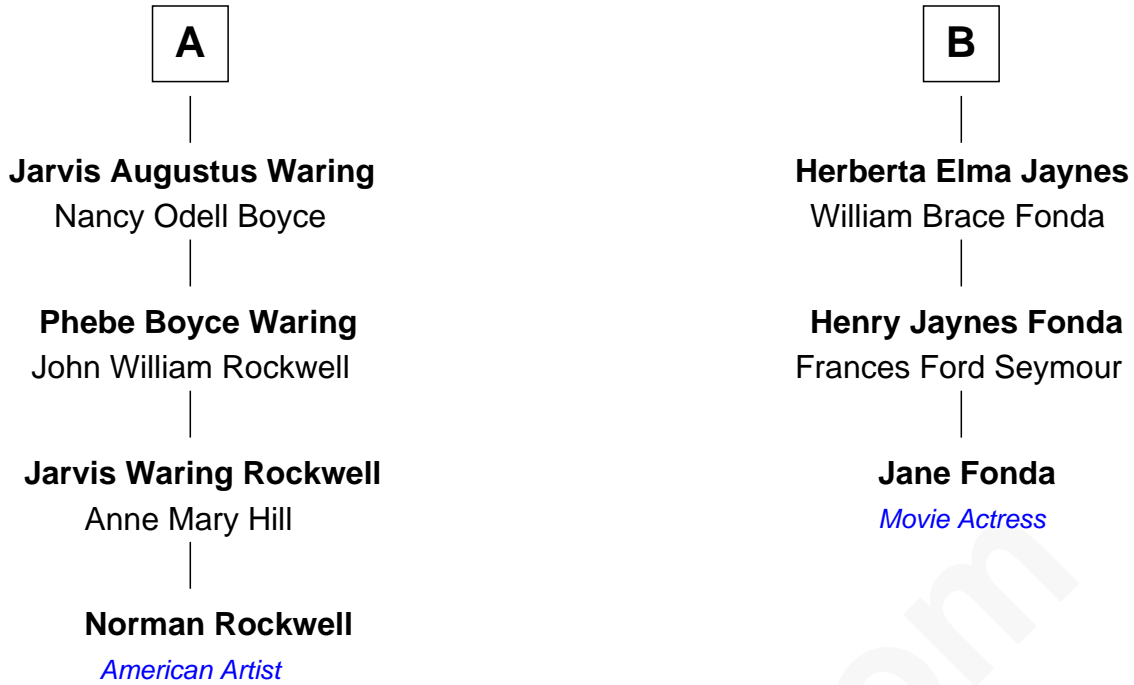 A
Jarvis Augustus Waring
Nancy Odell Boyce
Phebe Boyce Waring
John William Rockwell
Jarvis Waring Rockwell
Anne Mary Hill
Norman Rockwell
American Artist
B
Herberta Elma Jaynes
William Brace Fonda
Henry Jaynes Fonda
Frances Ford Seymour
Jane Fonda
Movie Actress
om